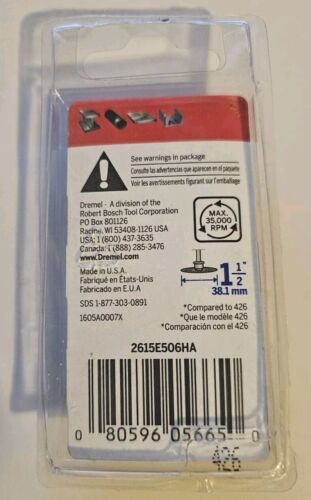 See warnings in package
Consulte las advertencias que aparecen en el paquete
Voir les avertissements figurant sur l'emballage
Dremel - A division of the
Robert Bosch Tool Corporation
PO Box 801126
Racine, WI 53408-1126 USA
USA: 1 (800) 437-3635
Canada: 1 (888) 285-3476
www.Dremel.com
MAX.
35,000
RPM
Made in U.S.A.
Fabriqué en États-Unis
Fabricado en E.U.A
SDS 1-877-303-0891
1605A0007X
1 1/2"
38.1 mm
*Compared to 426
*Que le modèle 426
*Comparación con el 426
2615E506HA
0 80596 05665 0
426